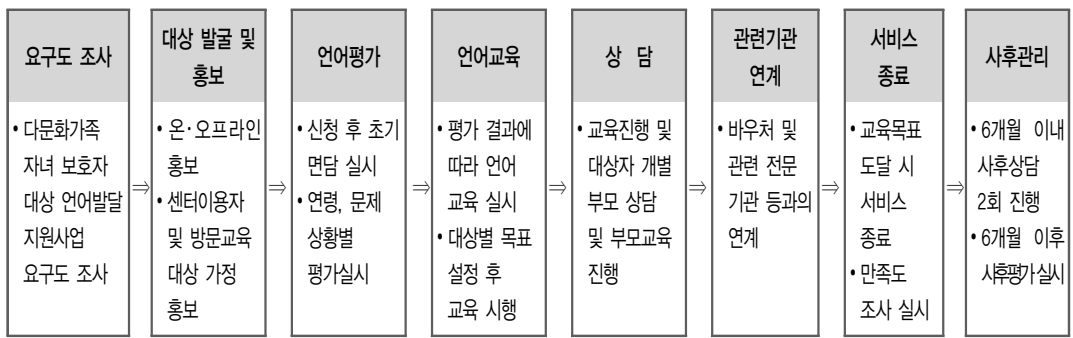 요구도 조사
• 다문화가족
자녀 보호자
대상 언어발달
지원사업
요구도 조사
⇒
대상 발굴 및
홍보
• 온·오프라인
홍보
• 센터이용자
및 방문교육
대상 가정
홍보
⇒
언어평가
• 신청 후 초기
면담 실시
• 연령, 문제
상황별
평가실시
⇒
언어교육
• 평가 결과에
따라 언어
교육 실시
• 대상별 목표
설정 후
교육 시행
⇒
상 담
• 교육진행 및
대상자 개별
부모 상담
및 부모교육
진행
⇒
관련기관
연계
• 바우처 및
관련 전문
기관 등과의
연계
⇒
서비스
종료
• 교육목표
도달 시
서비스
종료
• 만족도
조사 실시
⇒
사후관리
• 6개월 이내
사후상담
2회 진행
• 6개월 이후
사후평가 실시